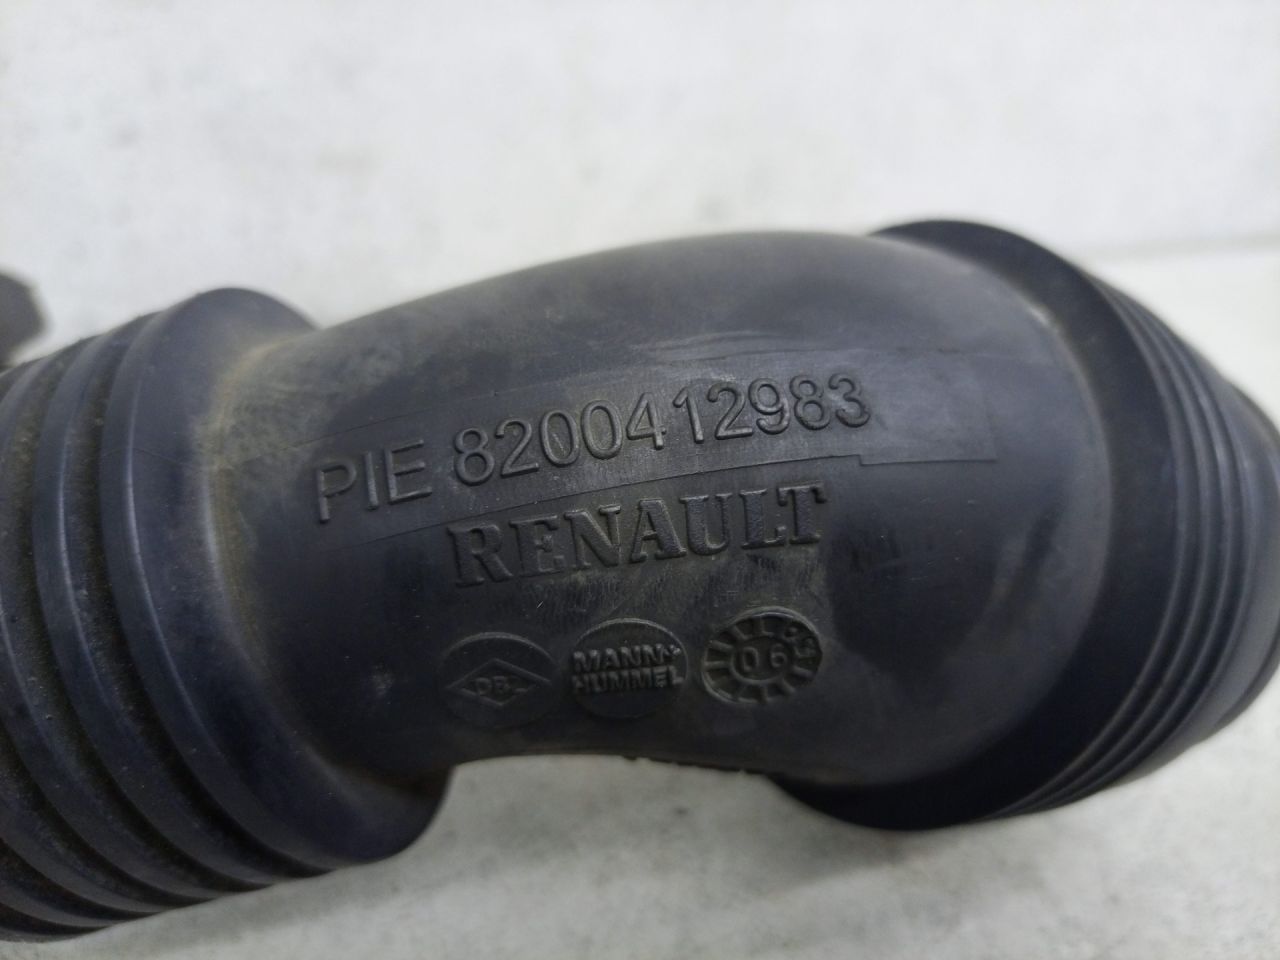 PIE 8200412983
RENAULT
MANN+
HUMMEL
06